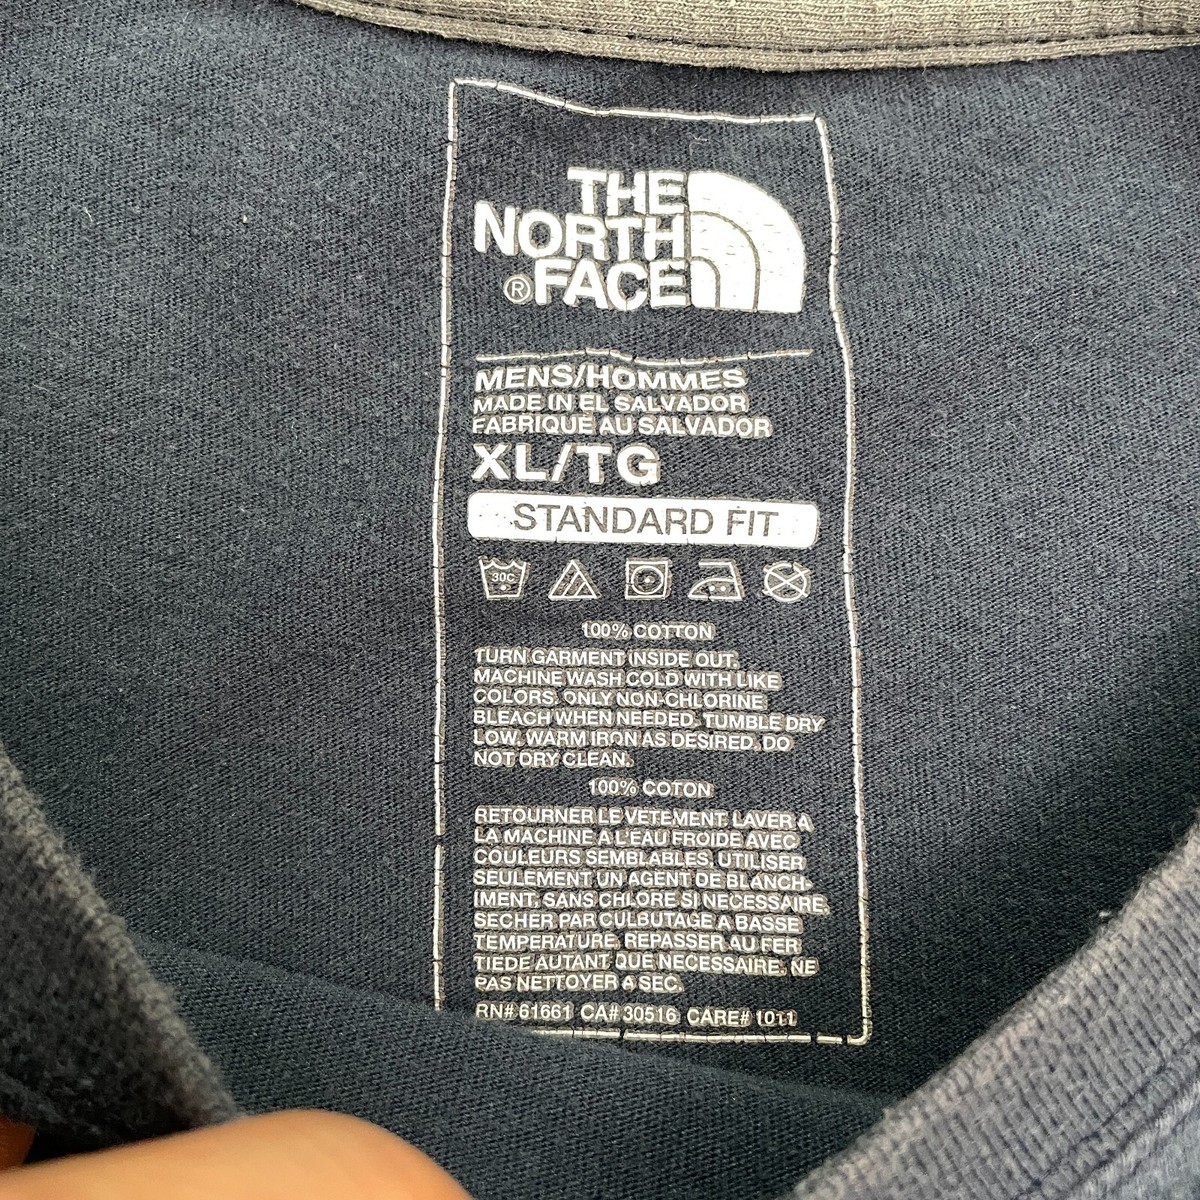 THE
NORTH
®FACE
MENS/HOMMES
MADE IN EL SALVADOR
FABRIQUE AU SALVADOR
XL/TG
STANDARD FIT
30C
100% COTTON
TURN GARMENT INSIDE OUT.
MACHINE WASH COLD WITH LIKE
COLORS. ONLY NON-CHLORINE
BLEACH WHEN NEEDED. TUMBLE DRY
LOW. WARM IRON AS DESIRED. DO
NOT DRY CLEAN.
100% COTON
RETOURNER LE VETEMENT. LAVER A
LA MACHINE A L'EAU FROIDE AVEC
COULEURS SEMBLABLES. UTILISER
SEULEMENT UN AGENT DE BLANCH-
IMENT, SANS CHLORE SI NECESSAIRE.
SECHER PAR CULBUTAGE A BASSE
TEMPERATURE. REPASSER AU FER
TIEDE AUTANT QUE NECESSAIRE. NE
PAS NETTOYER A SEC.
RN# 61661 CA# 30516 CARE# 1011